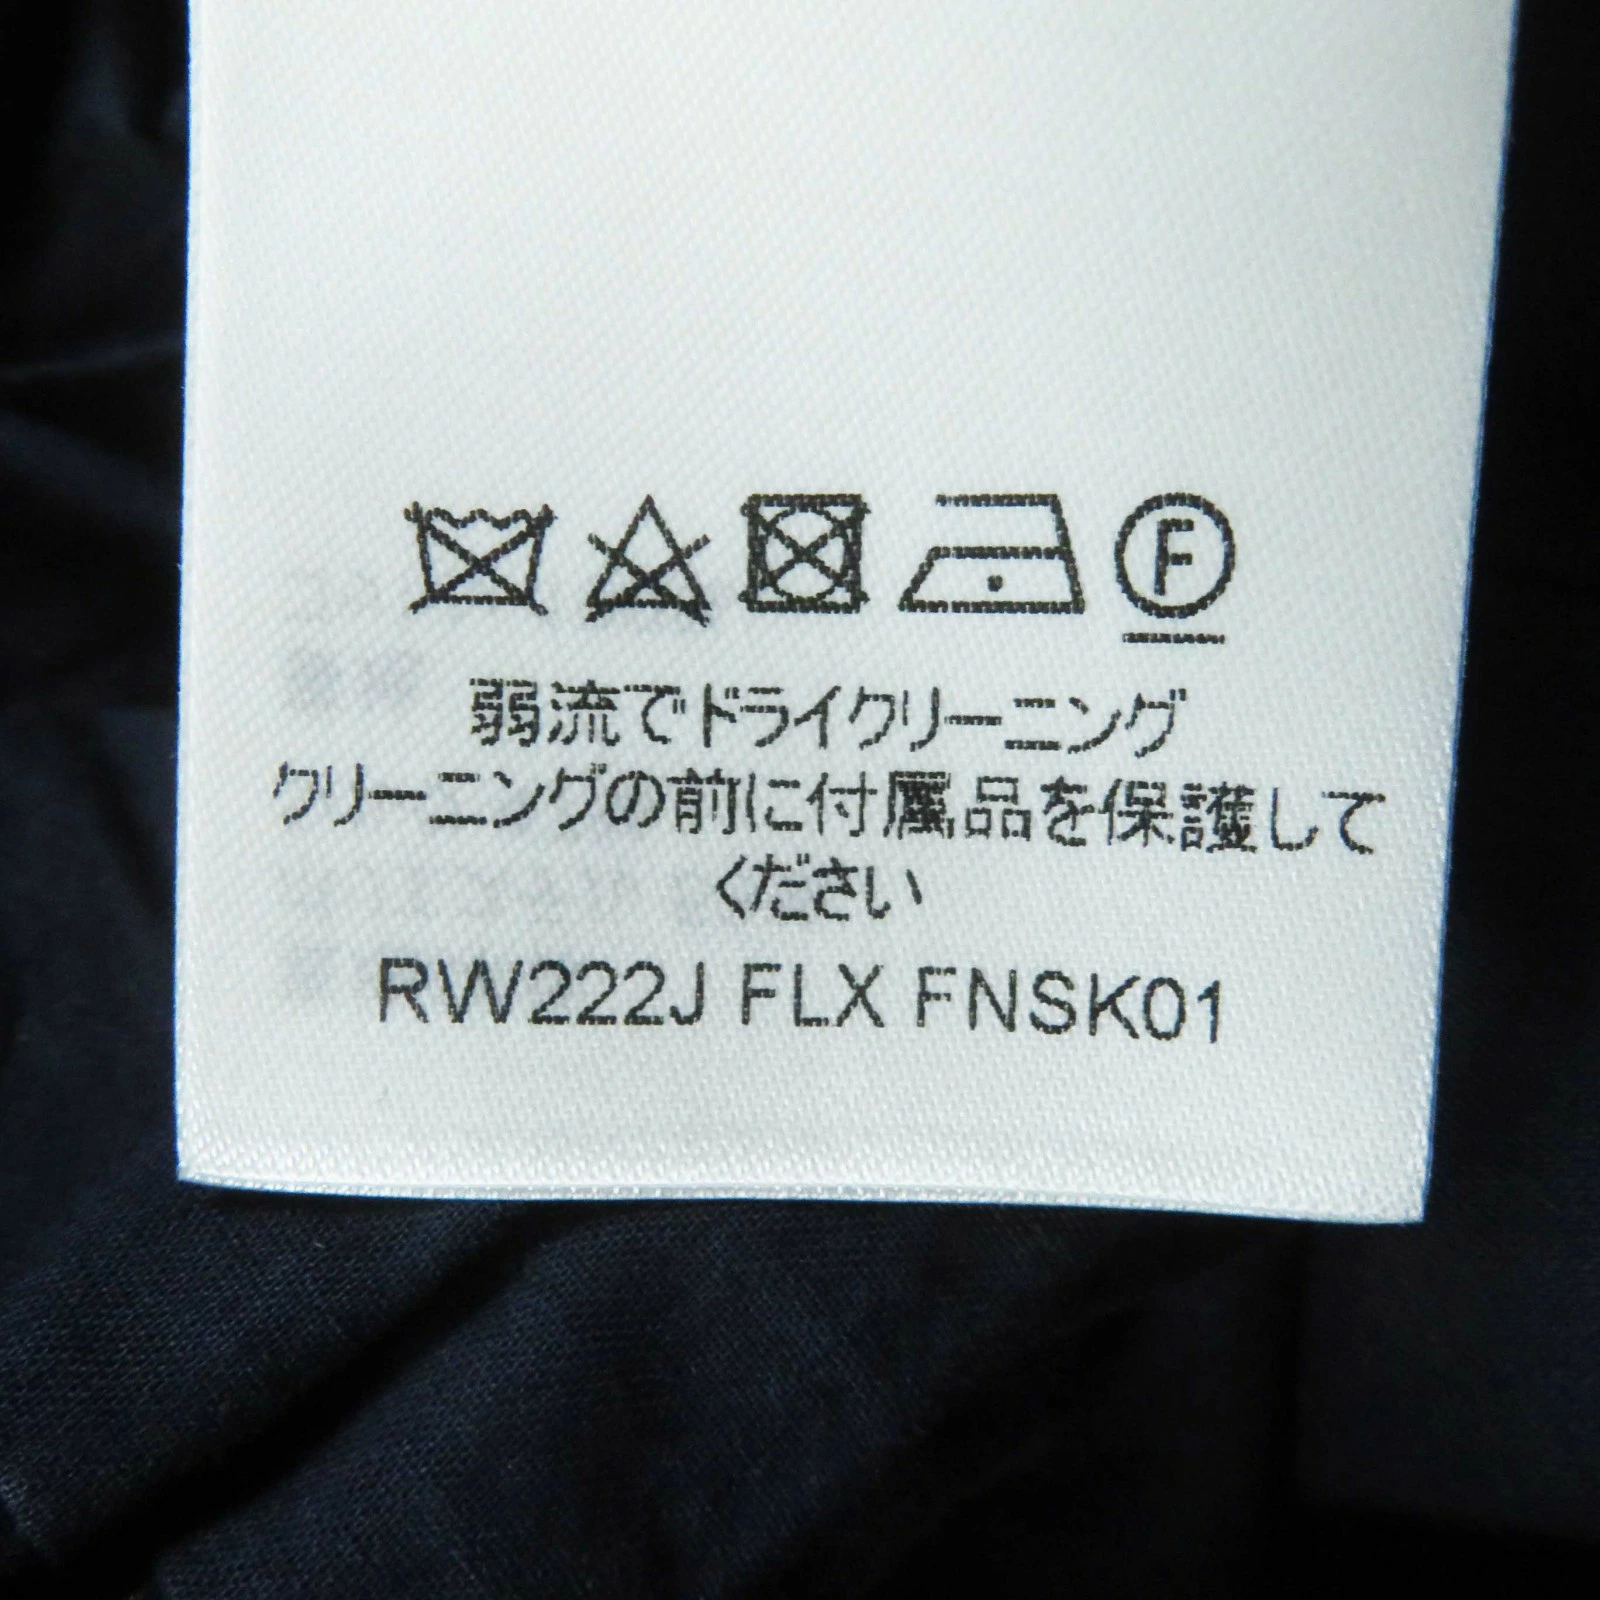 F
弱流でドライクリーニング
クリーニングの前に付属品を保護して
ください
RW222J FLX FNSK01